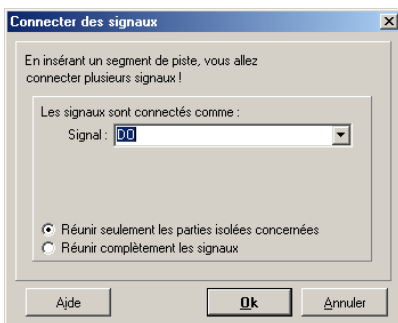 Connecter des signaux
En insérant un segment de piste, vous allez
connecter plusieurs signaux !
Les signaux sont connectés comme :
Signal : D0
Réunir seulement les parties isolées concernées
Réunir complètement les signaux
Aide Ok Annuler